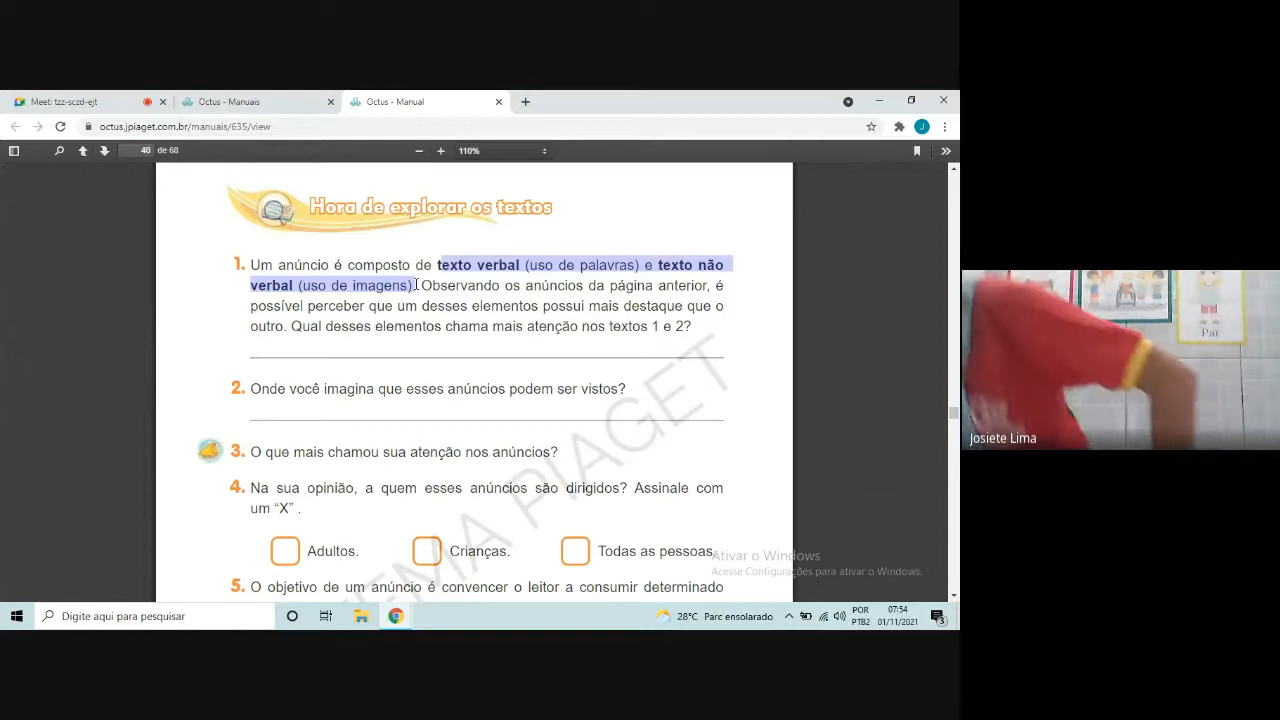 Meet: tzz-sczd-ejt
Octus - Manuais
Octus - Manual
octus.jpiaget.com.br/manuais/635/view
40 de 68
110%
Hora de explorar os textos
1. Um anúncio é composto de texto verbal (uso de palavras) e texto não
verbal (uso de imagens). Observando os anúncios da página anterior, é
possível perceber que um desses elementos possui mais destaque que o
outro. Qual desses elementos chama mais atenção nos textos 1 e 2?
2. Onde você imagina que esses anúncios podem ser vistos?
3. O que mais chamou sua atenção nos anúncios?
4. Na sua opinião, a quem esses anúncios são dirigidos? Assinale com
um “X” .
Adultos. Crianças. Todas as pessoas.
5. O objetivo de um anúncio é convencer o leitor a consumir determinado
PIAGET
Ativar o Windows
Acesse Configurações para ativar o Windows.
Digite aqui para pesquisar
28°C Parc ensolarado
POR
PTB2
07:54
01/11/2021
3
Pat
Josiete Lima